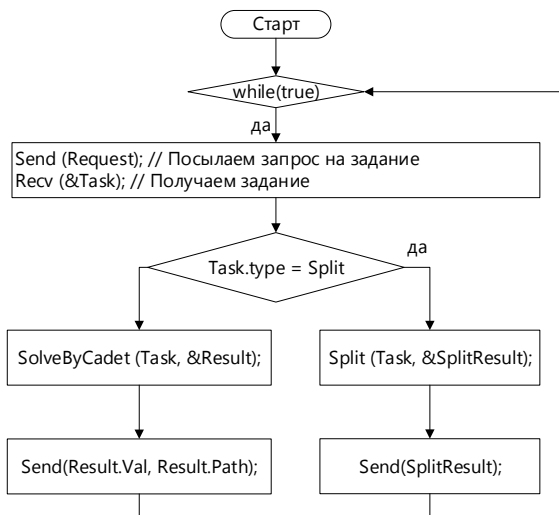 Старт
while(true)
да
Send (Request); // Посылаем запрос на задание
Recv (&Task); // Получаем задание
да
Task.type = Split
SolveByCadet (Task, &Result);
Split (Task, &SplitResult);
Send(Result.Val, Result.Path);
Send(SplitResult);